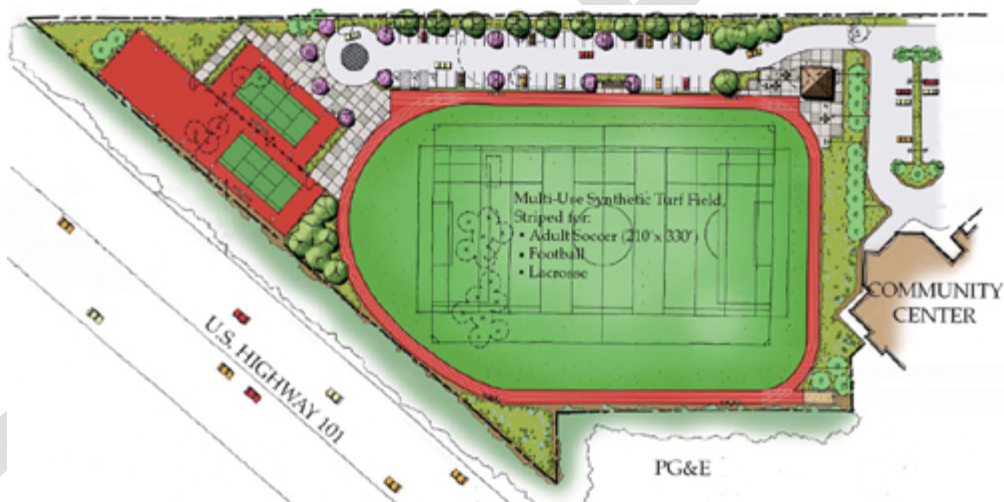 Multi-Use Synthetic Turf Field,
Striped for:
• Adult Soccer (210' x 330')
• Football
• Lacrosse
COMMUNITY
CENTER
U.S. HIGHWAY 101
PG&E